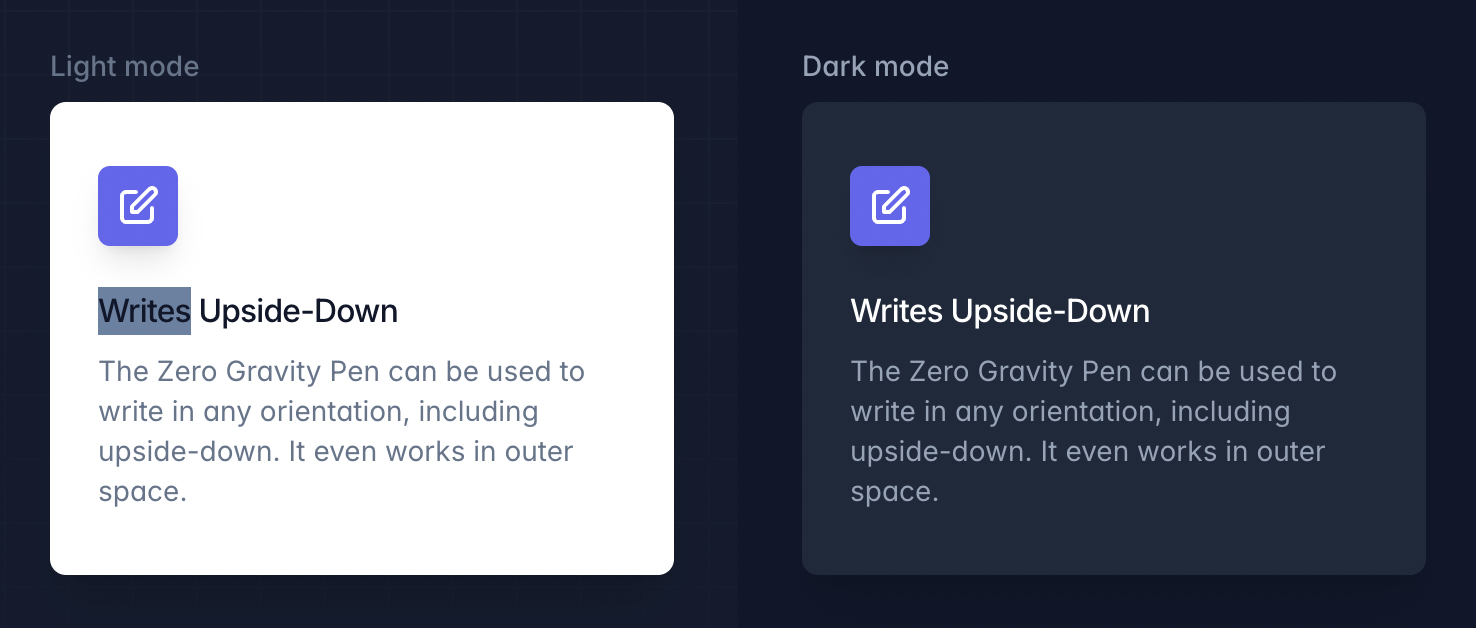 Light mode
Writes Upside-Down
The Zero Gravity Pen can be used to
write in any orientation, including
upside-down. It even works in outer
space.
Dark mode
Writes Upside-Down
The Zero Gravity Pen can be used to
write in any orientation, including
upside-down. It even works in outer
space.